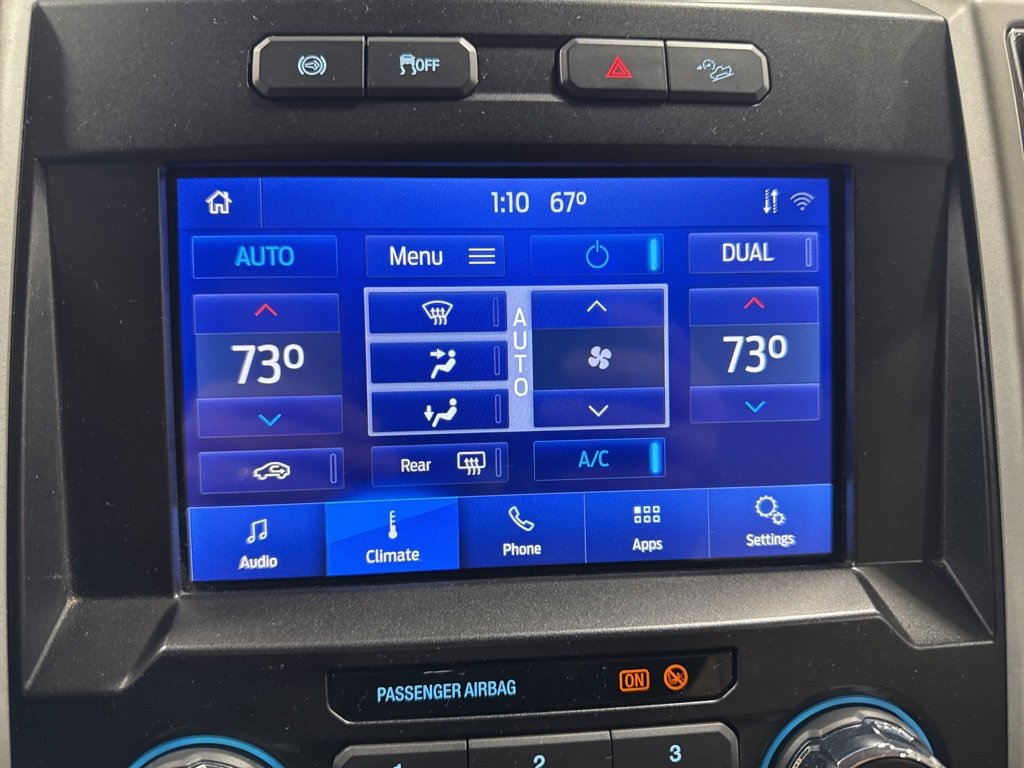 OFF
1:10 67°
AUTO
Menu
DUAL
73°
AUTO
73°
Rear
A/C
Audio
Climate
Phone
Apps
Settings
PASSENGER AIRBAG
ON
1 2 3